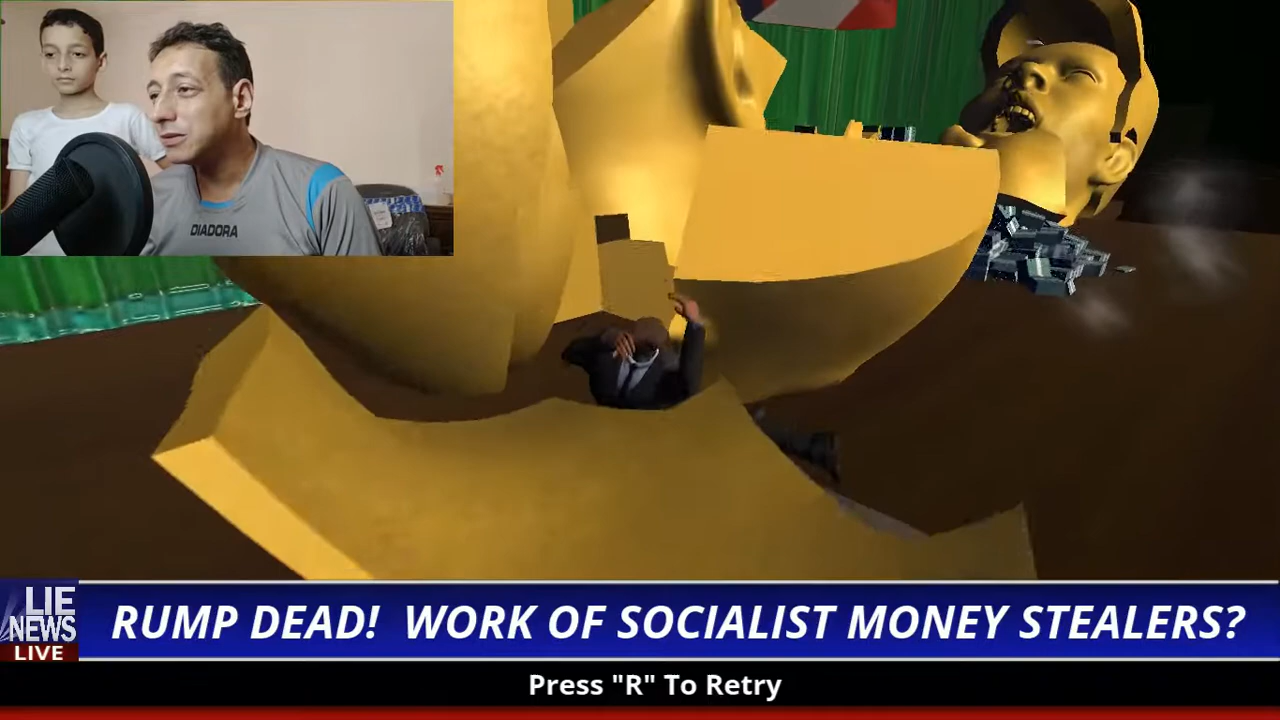 DIADORA
LIE
NEWS
LIVE
RUMP DEAD! WORK OF SOCIALIST MONEY STEALERS?
Press "R" To Retry